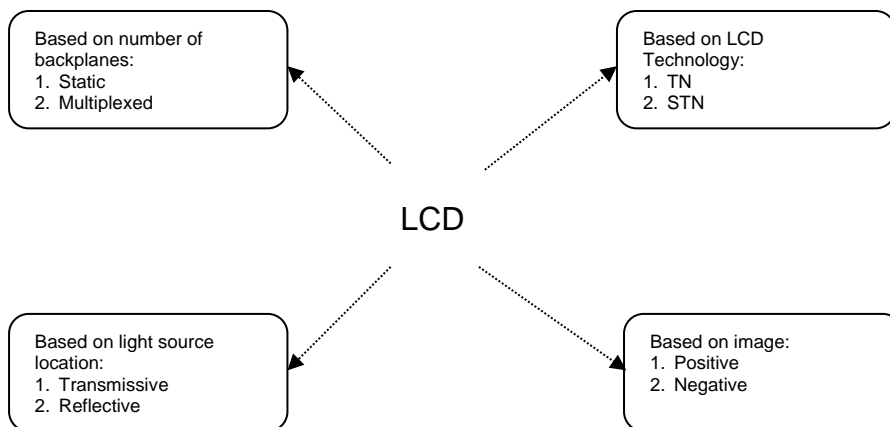 Based on number of
backplanes:
1. Static
2. Multiplexed
Based on LCD
Technology:
1. TN
2. STN
LCD
Based on light source
location:
1. Transmissive
2. Reflective
Based on image:
1. Positive
2. Negative